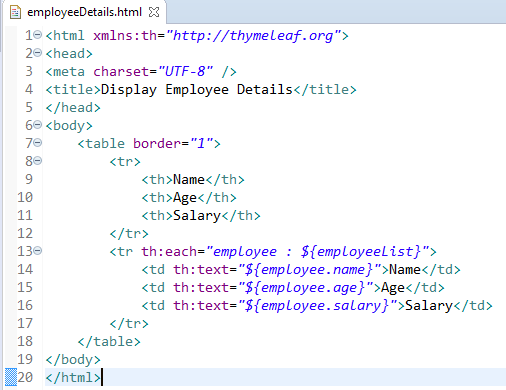 employeeDetails.html
1 <html xmlns:th="http://thymeleaf.org">
2 <head>
3 <meta charset="UTF-8" />
4 <title>Display Employee Details</title>
5 </head>
6 <body>
7     <table border="1">
8         <tr>
9             <th>Name</th>
10             <th>Age</th>
11             <th>Salary</th>
12         </tr>
13         <tr th:each="employee : ${employeeList}">
14             <td th:text="${employee.name}">Name</td>
15             <td th:text="${employee.age}">Age</td>
16             <td th:text="${employee.salary}">Salary</td>
17         </tr>
18     </table>
19 </body>
20 </html>